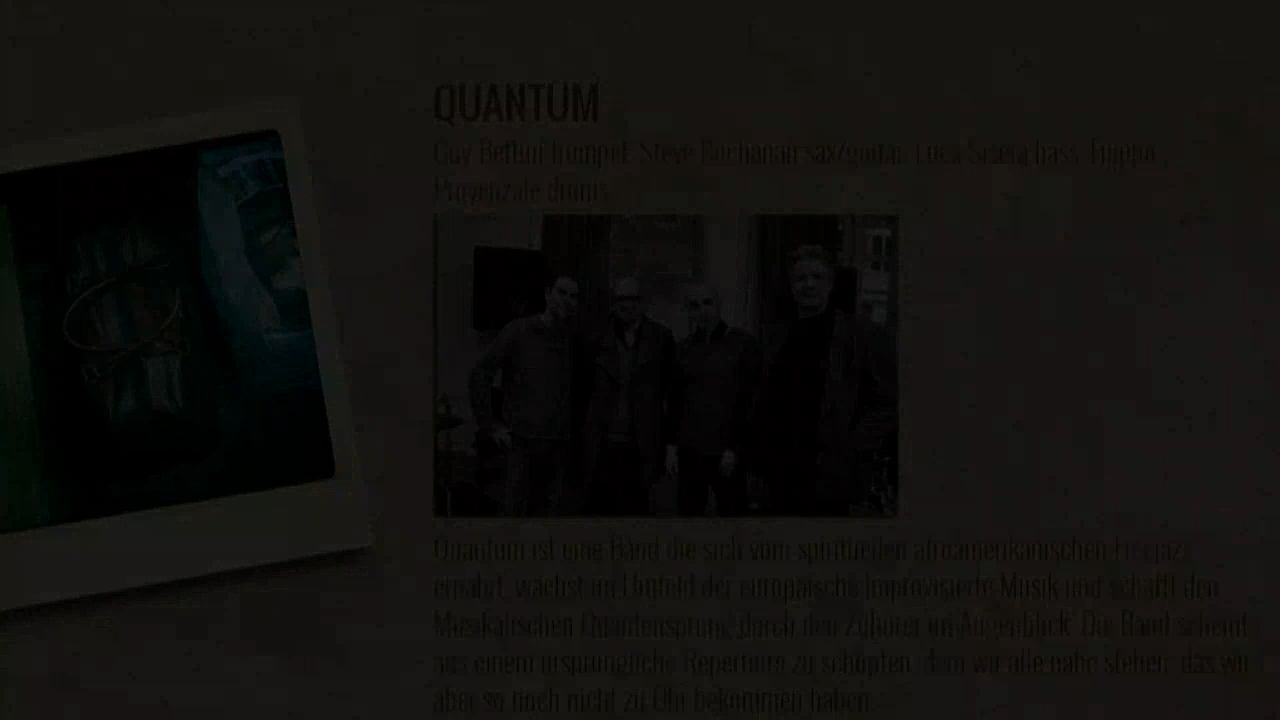 QUANTUM
Guy Bettini trumpet, Steve Buchanan sax/guitar, Luca Sisera bass, Filippo
Provenzale drums
Quantum ist eine Band die sich vom spirituellen afroamerikanischen Freejazz
ernährt, wächst im Umfeld der europäische Improvisierte Musik und schafft den
Musikalischen Quantensprung durch den Zuhörer im Augenblick. Die Band scheint
aus einem ursprüngliche Repertoire zu schöpfen, dem wir alle nahe stehen, das wir
aber so noch nicht zu Ohr bekommen haben.